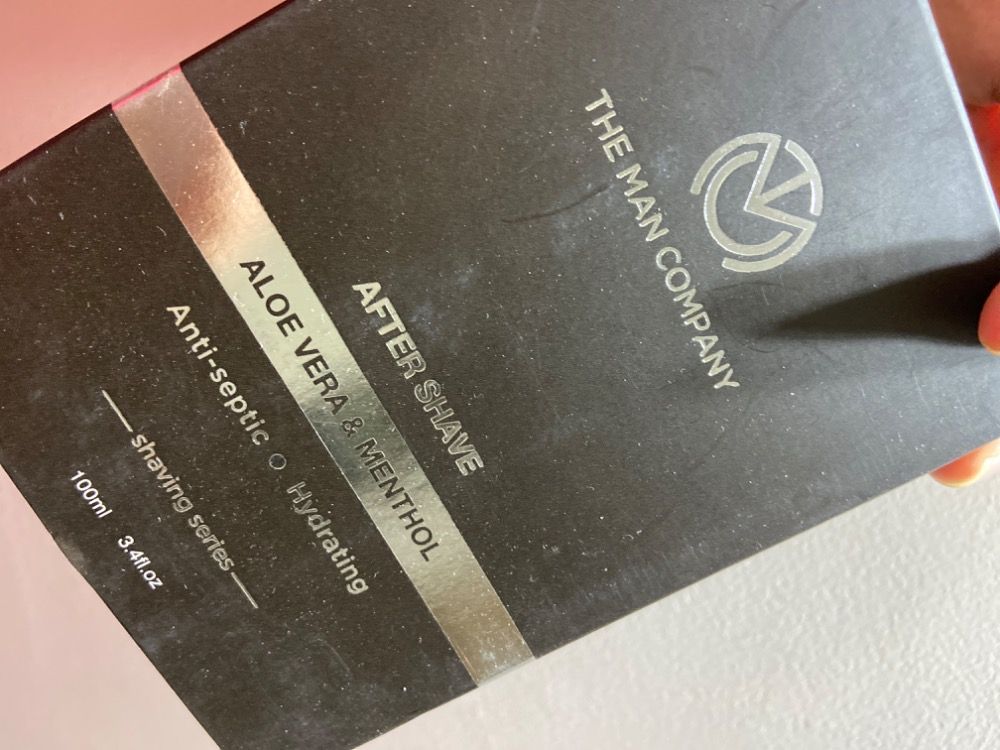 THE MAN COMPANY
AFTER SHAVE
ALOE VERA & MENTHOL
Anti-septic Hydrating
shaving series
100ml 3.4fl.oz